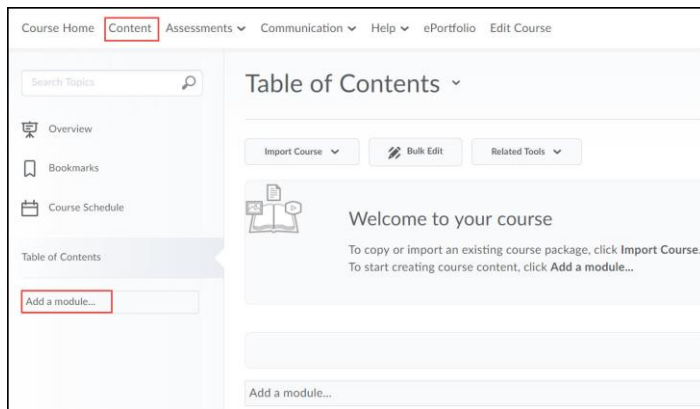 Course Home Content Assessments Communication Help ePortfolio Edit Course
Search Topics
Overview
Bookmarks
Course Schedule
Table of Contents
Add a module...
Table of Contents
Import Course Bulk Edit Related Tools
Welcome to your course
To copy or import an existing course package, click Import Course.
To start creating course content, click Add a module...
Add a module...